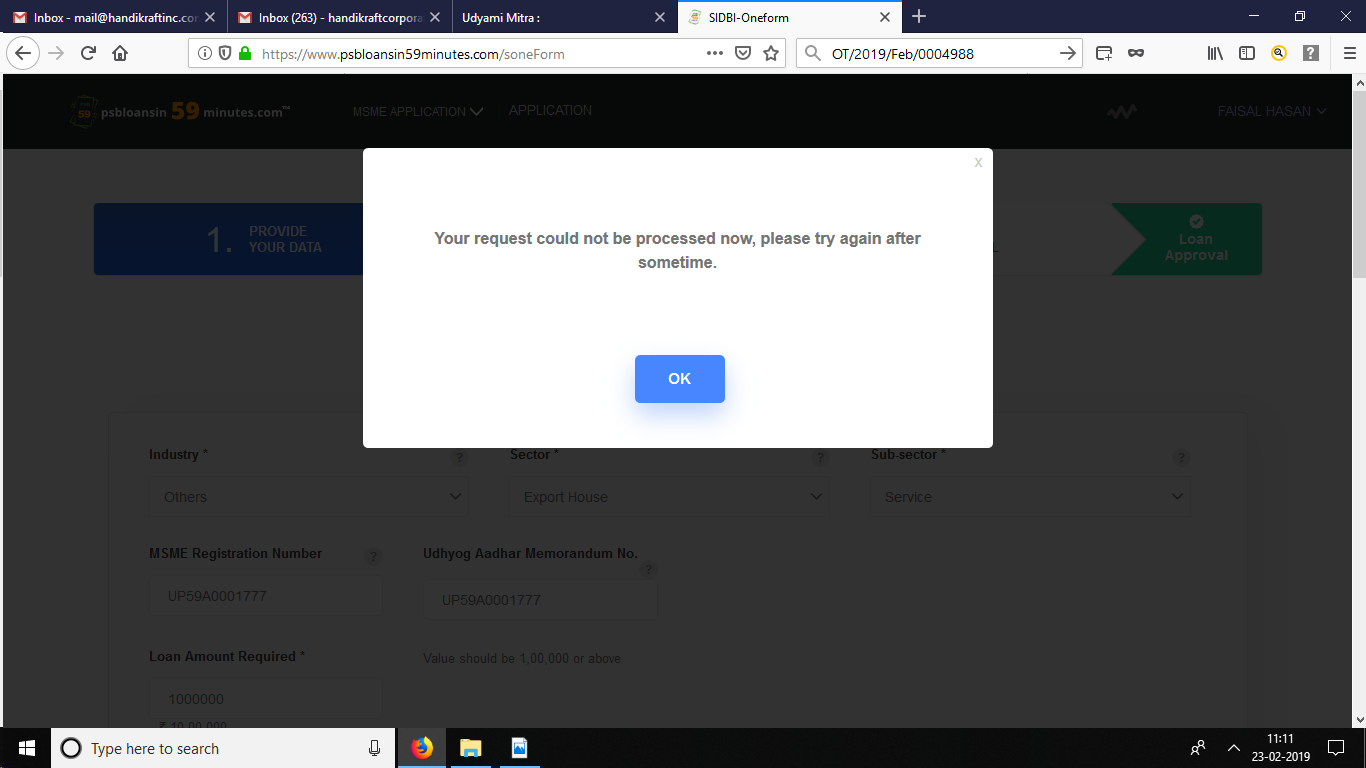 Inbox - mail@handikraftinc.co
Inbox (263) - handikraftcorpora
Udyami Mitra :
SIDBI-Oneform
https://www.psbloansin59minutes.com/soneForm
OT/2019/Feb/0004988
psbloansin 59 minutes.com™
MSME APPLICATION
APPLICATION
FAISAL HASAN
x
Your request could not be processed now, please try again after
sometime.
OK
1.
PROVIDE
YOUR DATA
Loan
Approval
Industry *
?
Sector *
?
Sub-sector *
?
Others
Export House
Service
MSME Registration Number
?
Udhyog Aadhar Memorandum No.
?
UP59A0001777
UP59A0001777
Loan Amount Required *
Value should be 1,00,000 or above
1000000
₹ 10,00,000
Type here to search
11:11
23-02-2019